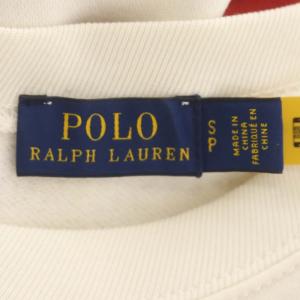 POLO
RALPH LAUREN
S
P
MADE IN
CHINA
FABRIQUÉ EN
CHINE